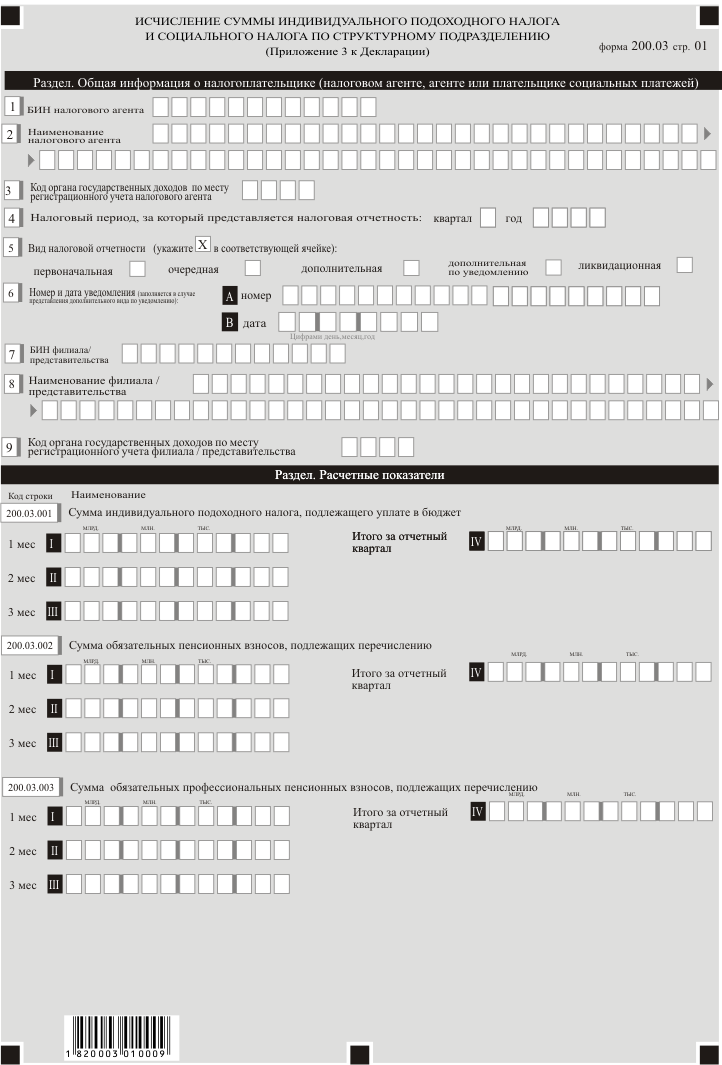 ИСЧИСЛЕНИЕ СУММЫ ИНДИВИДУАЛЬНОГО ПОДОХОДНОГО НАЛОГА
И СОЦИАЛЬНОГО НАЛОГА ПО СТРУКТУРНОМУ ПОДРАЗДЕЛЕНИЮ
(Приложение 3 к Декларации)
форма 200.03 стр. 01
Раздел. Общая информация о налогоплательщике (налоговом агенте, агенте или плательщике социальных платежей)
1 БИН налогового агента
2 Наименование
налогового агента
3 Код органа государственных доходов по месту
регистрационного учета налогового агента
4 Налоговый период, за который представляется налоговая отчетность: квартал год
5 Вид налоговой отчетности (укажите X в соответствующей ячейке):
первоначальная очередная дополнительная дополнительная по уведомлению ликвидационная
6 Номер и дата уведомления (заполняется в случае
представления дополнительного вида по уведомлению):
A номер
B дата
Цифрами день,месяц,год
7 БИН филиала/
представительства
8 Наименование филиала /
представительства
9 Код органа государственных доходов по месту
регистрационного учета филиала / представительства
Раздел. Расчетные показатели
Код строки Наименование
200.03.001 Сумма индивидуального подоходного налога, подлежащего уплате в бюджет
МЛРД. МЛН. ТЫС. МЛРД. МЛН. ТЫС.
1 мес I Итого за отчетный квартал IV
2 мес II
3 мес III
200.03.002 Сумма обязательных пенсионных взносов, подлежащих перечислению
МЛРД. МЛН. ТЫС. МЛРД. МЛН. ТЫС.
1 мес I Итого за отчетный квартал IV
2 мес II
3 мес III
200.03.003 Сумма обязательных профессиональных пенсионных взносов, подлежащих перечислению
МЛРД. МЛН. ТЫС. МЛРД. МЛН. ТЫС.
1 мес I Итого за отчетный квартал IV
2 мес II
3 мес III
1 820003 010009